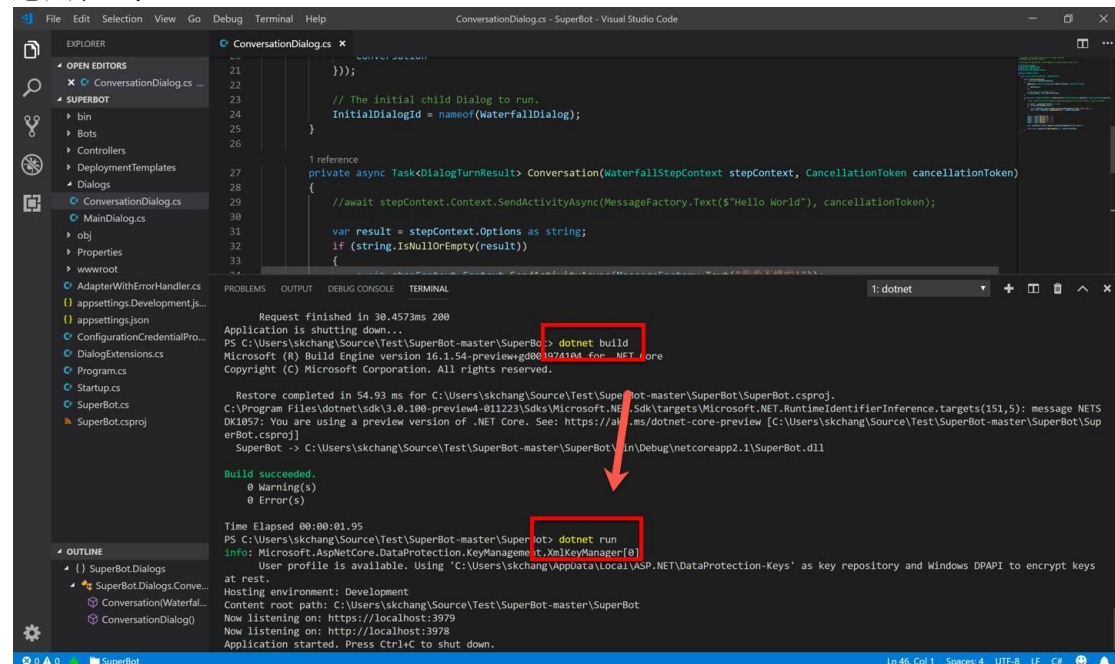 File Edit Selection View Go Debug Terminal Help
ConversationDialog.cs - SuperBot - Visual Studio Code
EXPLORER
OPEN EDITORS
ConversationDialog.cs ...
SUPERBOT
bin
Bots
Controllers
DeploymentTemplates
Dialogs
ConversationDialog.cs
MainDialog.cs
obj
Properties
wwwroot
AdapterWithErrorHandler.cs
appsettings.Development.js...
appsettings.json
ConfigurationCredentialPro...
DialogExtensions.cs
Program.cs
Startup.cs
SuperBot.cs
SuperBot.csproj
OUTLINE
{} SuperBot.Dialogs
SuperBot.Dialogs.Conve...
Conversation(Waterfal...
ConversationDialog()
ConversationDialog.cs
21 }));
22
23 // The initial child Dialog to run.
24 InitialDialogId = nameof(WaterfallDialog);
25 }
26
1 reference
27 private async Task<DialogTurnResult> Conversation(WaterfallStepContext stepContext, CancellationToken cancellationToken)
28 {
29 //await stepContext.Context.SendActivityAsync(MessageFactory.Text($"Hello World"), cancellationToken);
30
31 var result = stepContext.Options as string;
32 if (string.IsNullOrEmpty(result))
33 {
PROBLEMS OUTPUT DEBUG CONSOLE TERMINAL
1: dotnet
Request finished in 30.4573ms 200
Application is shutting down...
PS C:\Users\skchang\Source\Test\SuperBot-master\SuperBot> dotnet build
Microsoft (R) Build Engine version 16.1.54-preview+gd004974104 for .NET Core
Copyright (C) Microsoft Corporation. All rights reserved.
Restore completed in 54.93 ms for C:\Users\skchang\Source\Test\SuperBot-master\SuperBot\SuperBot.csproj.
C:\Program Files\dotnet\sdk\3.0.100-preview4-011223\Sdks\Microsoft.NET.Sdk\targets\Microsoft.NET.RuntimeIdentifierInference.targets(151,5): message NETS
DK1057: You are using a preview version of .NET Core. See: https://aka.ms/dotnet-core-preview [C:\Users\skchang\Source\Test\SuperBot-master\SuperBot\Sup
erBot.csproj]
SuperBot -> C:\Users\skchang\Source\Test\SuperBot-master\SuperBot\bin\Debug\netcoreapp2.1\SuperBot.dll
Build succeeded.
0 Warning(s)
0 Error(s)
Time Elapsed 00:00:01.95
PS C:\Users\skchang\Source\Test\SuperBot-master\SuperBot> dotnet run
info: Microsoft.AspNetCore.DataProtection.KeyManagement.XmlKeyManager[0]
User profile is available. Using 'C:\Users\skchang\AppData\Local\ASP.NET\DataProtection-Keys' as key repository and Windows DPAPI to encrypt keys
at rest.
Hosting environment: Development
Content root path: C:\Users\skchang\Source\Test\SuperBot-master\SuperBot
Now listening on: https://localhost:3979
Now listening on: http://localhost:3978
Application started. Press Ctrl+C to shut down.
0 0 SuperBot
Ln 46, Col 1 Spaces: 4 UTF-8 LF C#